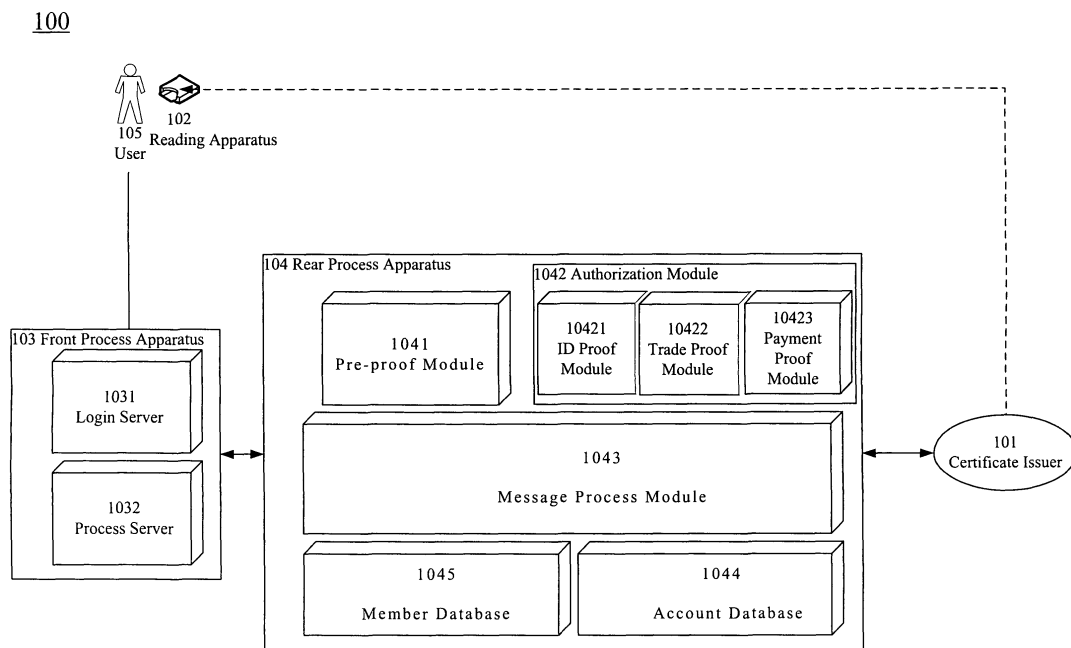 100
105
User
102
Reading Apparatus
104 Rear Process Apparatus
1042 Authorization Module
10421
ID Proof
Module
10422
Trade Proof
Module
10423
Payment
Proof
Module
1041
Pre-proof Module
103 Front Process Apparatus
1031
Login Server
1032
Process Server
1043
Message Process Module
101
Certificate Issuer
1045
Member Database
1044
Account Database